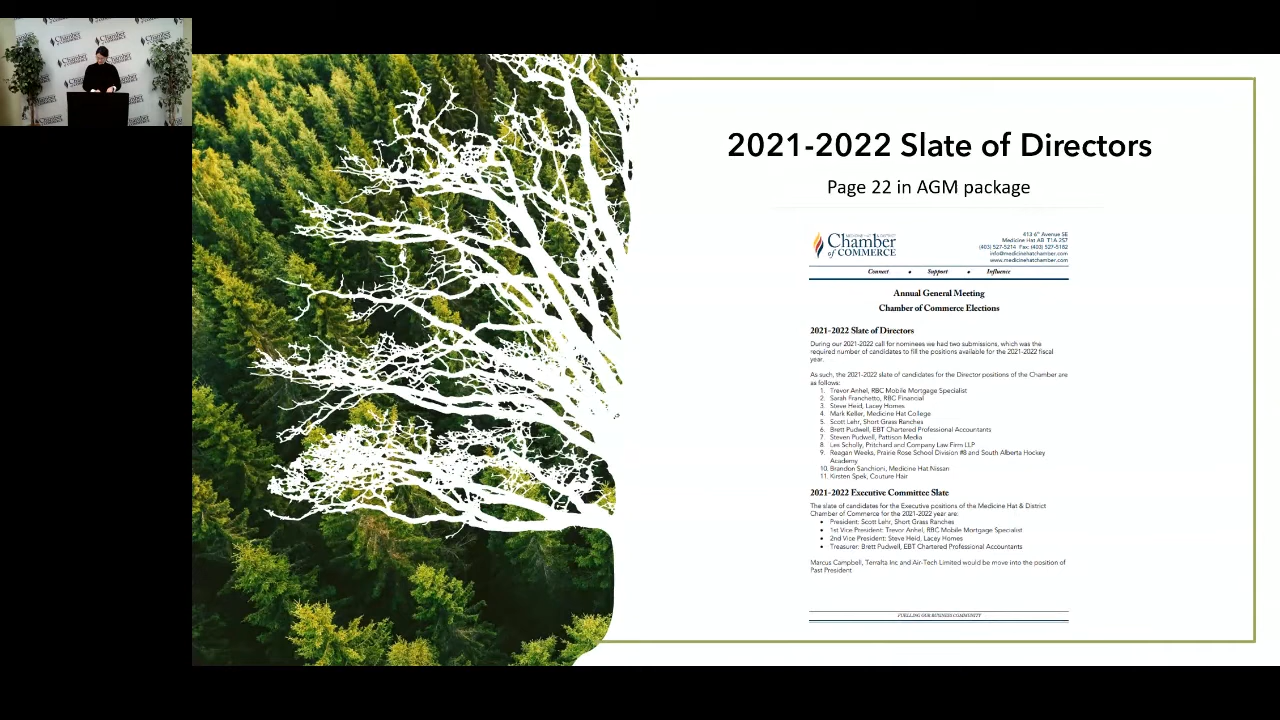 Chamber
of COMMERCE
2021-2022 Slate of Directors
Page 22 in AGM package
MEDICINE HAT & DISTRICT
Chamber
of COMMERCE
413 6th Avenue SE
Medicine Hat AB T1A 2S7
(403) 527-5214 Fax: (403) 527-5182
info@medicinehatchamber.com
www.medicinehatchamber.com
Connect • Support • Influence
Annual General Meeting
Chamber of Commerce Elections
2021-2022 Slate of Directors
During our 2021-2022 call for nominees we had two submissions, which was the
required number of candidates to fill the positions available for the 2021-2022 fiscal
year.
As such, the 2021-2022 slate of candidates for the Director positions of the Chamber are
as follows:
1. Trevor Anhel, RBC Mobile Mortgage Specialist
2. Sarah Franchetto, RBC Financial
3. Steve Heid, Lacey Homes
4. Mark Keller, Medicine Hat College
5. Scott Lehr, Short Grass Ranches
6. Brett Pudwell, EBT Chartered Professional Accountants
7. Steven Pudwell, Pattison Media
8. Les Scholly, Pritchard and Company Law Firm LLP
9. Reagan Weeks, Prairie Rose School Division #8 and South Alberta Hockey
Academy
10. Brandon Sanchioni, Medicine Hat Nissan
11. Kirsten Spek, Couture Hair
2021-2022 Executive Committee Slate
The slate of candidates for the Executive positions of the Medicine Hat & District
Chamber of Commerce for the 2021-2022 year are:
• President: Scott Lehr, Short Grass Ranches
• 1st Vice President: Trevor Anhel, RBC Mobile Mortgage Specialist
• 2nd Vice President: Steve Heid, Lacey Homes
• Treasurer: Brett Pudwell, EBT Chartered Professional Accountants
Marcus Campbell, Terralta Inc and Air-Tech Limited would be move into the position of
Past President
FUELLING OUR BUSINESS COMMUNITY